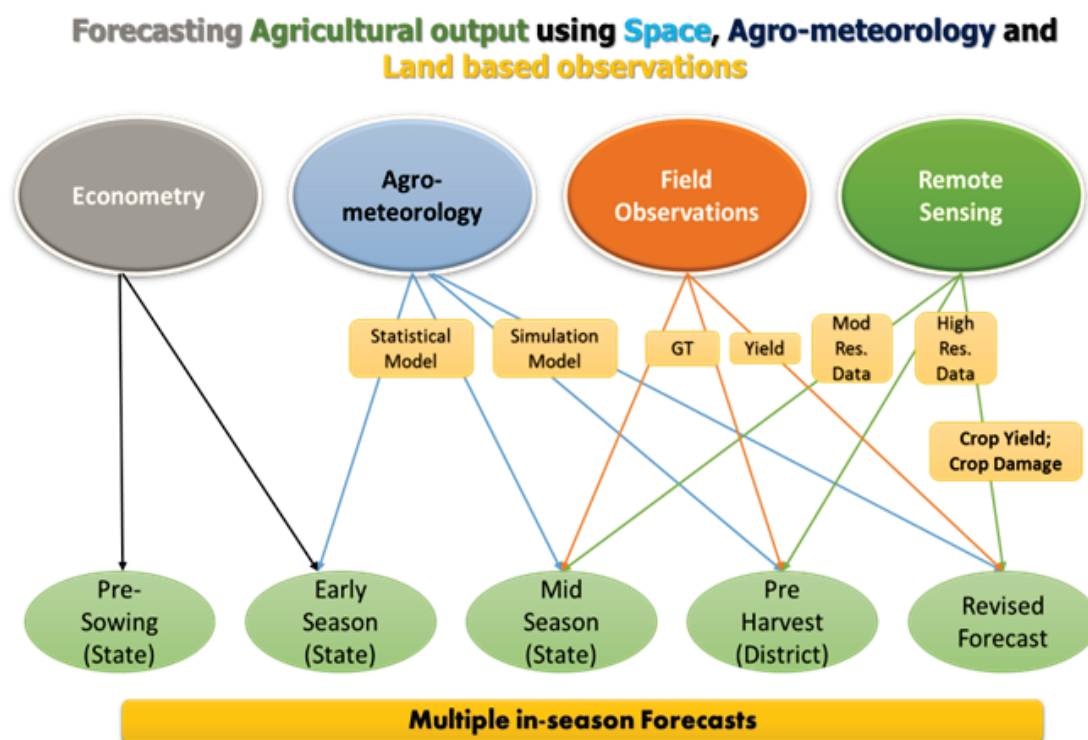 Forecasting Agricultural output using Space, Agro-meteorology and
Land based observations
Econometry
Agro-
meteorology
Field
Observations
Remote
Sensing
Statistical
Model
Simulation
Model
GT
Yield
Mod
Res.
Data
High
Res.
Data
Crop Yield;
Crop Damage
Pre-
Sowing
(State)
Early
Season
(State)
Mid
Season
(State)
Pre
Harvest
(District)
Revised
Forecast
Multiple in-season Forecasts